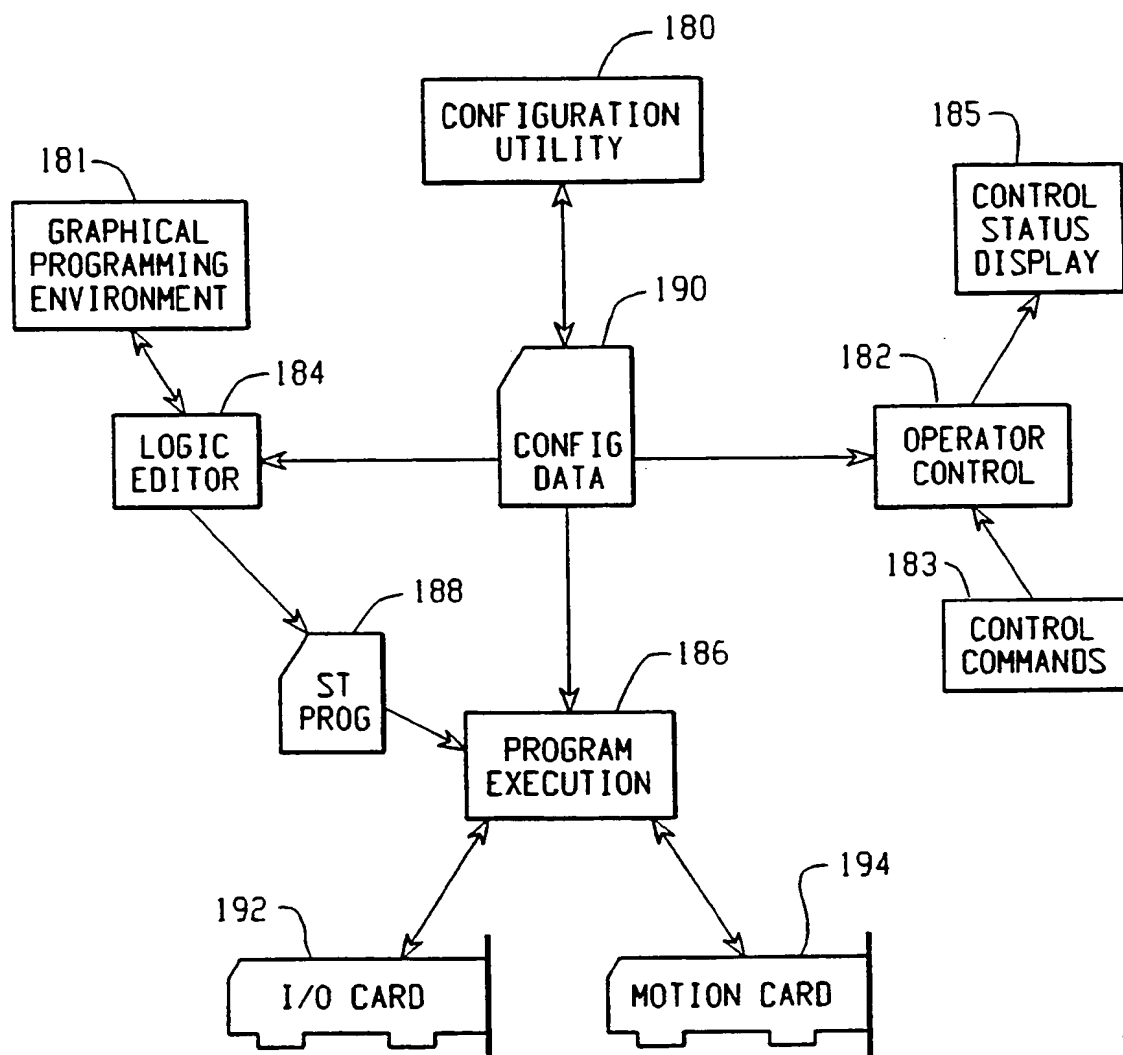 180
CONFIGURATION
UTILITY
181
GRAPHICAL
PROGRAMMING
ENVIRONMENT
185
CONTROL
STATUS
DISPLAY
190
CONFIG
DATA
184
LOGIC
EDITOR
182
OPERATOR
CONTROL
183
CONTROL
COMMANDS
188
ST
PROG
186
PROGRAM
EXECUTION
192
I/O CARD
194
MOTION CARD